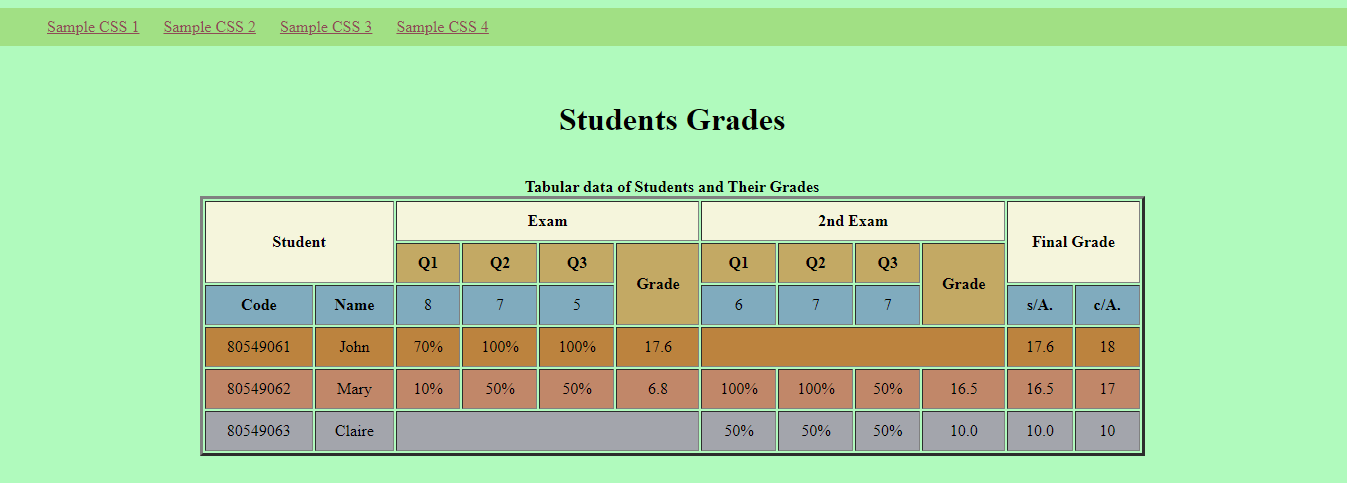 Sample CSS 1 Sample CSS 2 Sample CSS 3 Sample CSS 4
Students Grades
Tabular data of Students and Their Grades
Student Exam 2nd Exam Final Grade
Q1 Q2 Q3 Grade Q1 Q2 Q3 Grade
Code Name 8 7 5 6 7 7 s/A. c/A.
80549061 John 70% 100% 100% 17.6 17.6 18
80549062 Mary 10% 50% 50% 6.8 100% 100% 50% 16.5 16.5 17
80549063 Claire 50% 50% 50% 10.0 10.0 10